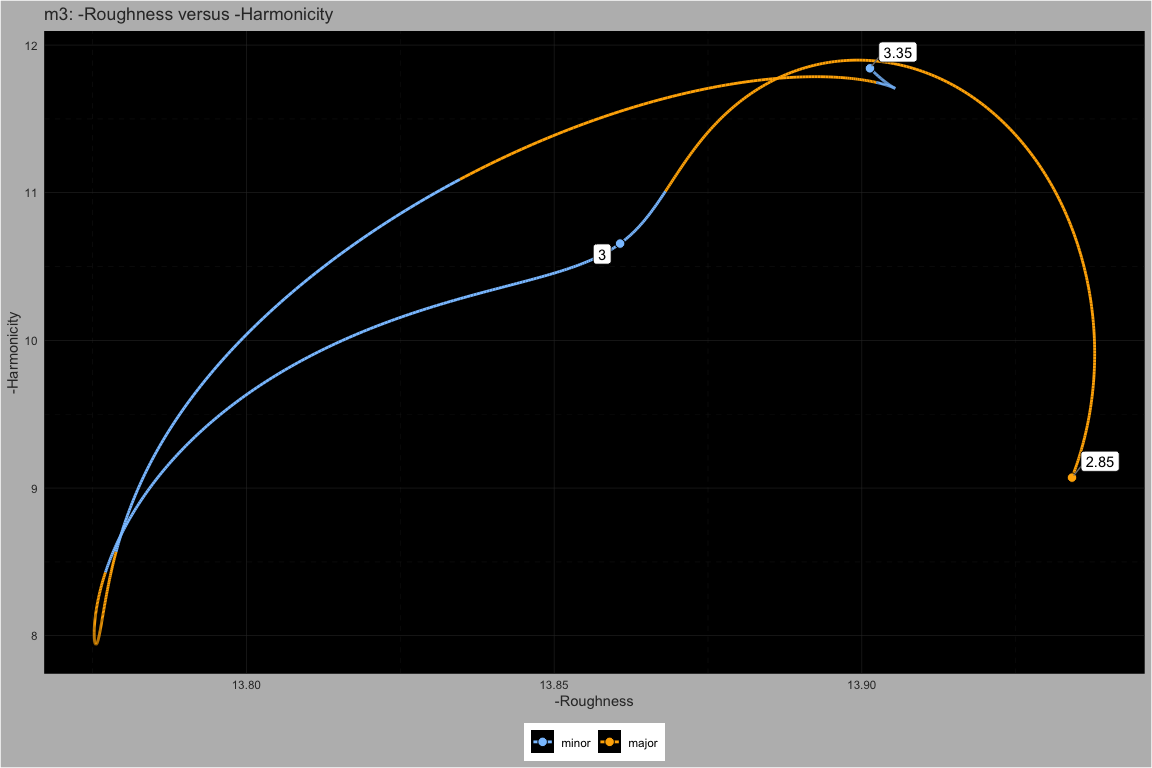 m3: -Roughness versus -Harmonicity
12
11
10
9
8
-Harmonicity
3.35
3
2.85
13.80 13.85 13.90
-Roughness
minor major